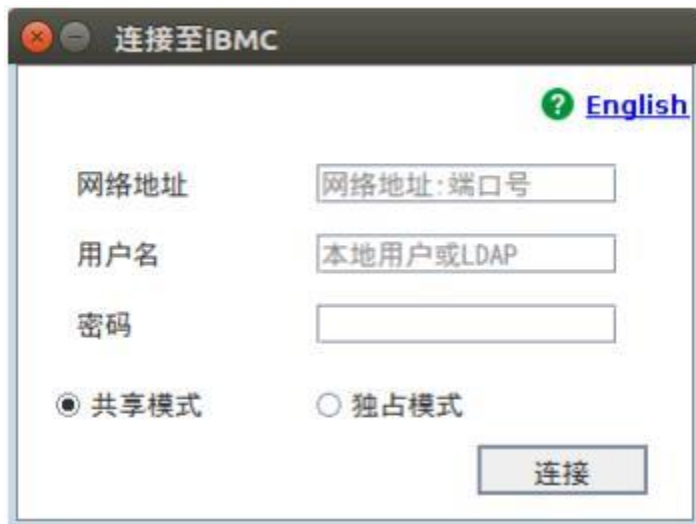 连接至iBMC
? English
网络地址 网络地址:端口号
用户名 本地用户或LDAP
密码
共享模式 独占模式
连接